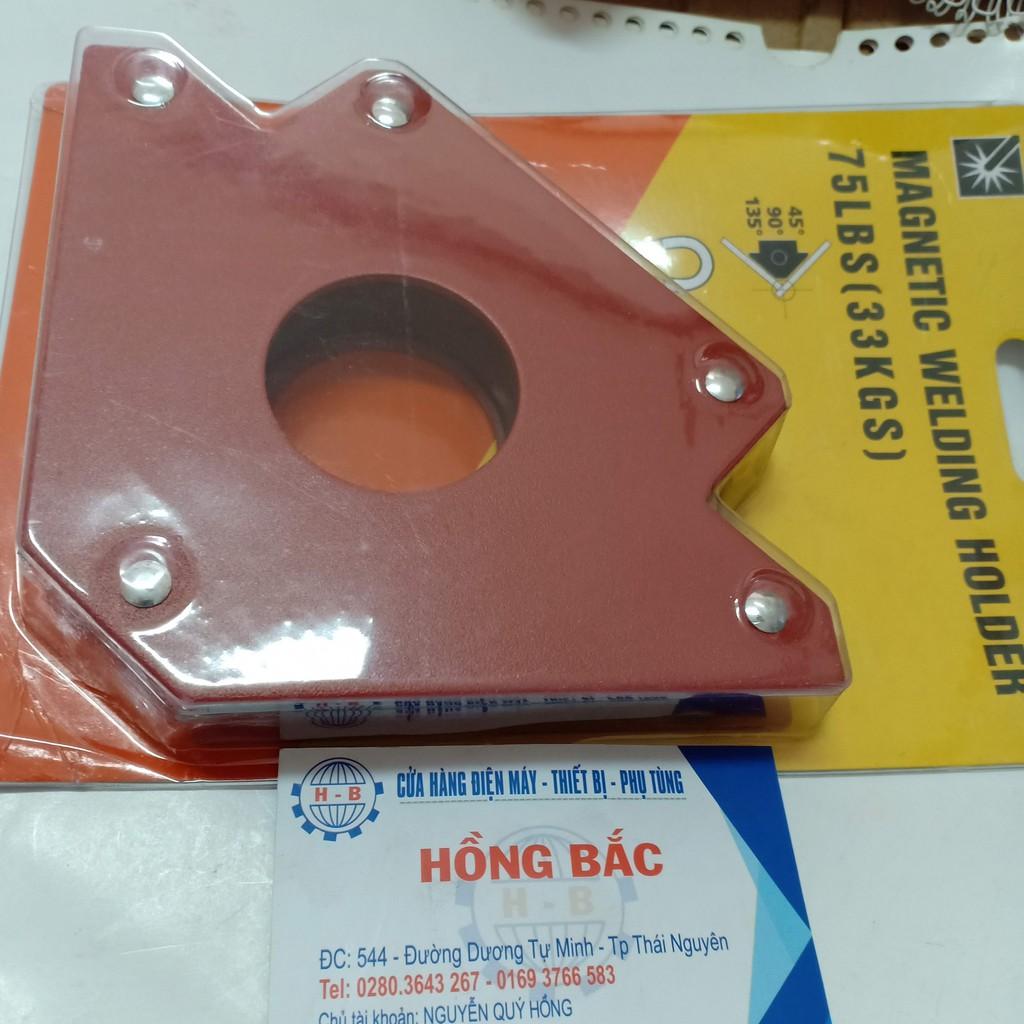 MAGNETIC WELDING HOLDER
75LBS(33KGS)
45°
90°
135°
H - B
CỬA HÀNG ĐIỆN MÁY - THIẾT BỊ - PHỤ TÙNG
HỒNG BẮC
H - B
ĐC: 544 - Đường Dương Tự Minh - Tp Thái Nguyên
Tel: 0280.3643 267 - 0169 3766 583
Chủ tài khoản: NGUYỄN QUÝ HỒNG